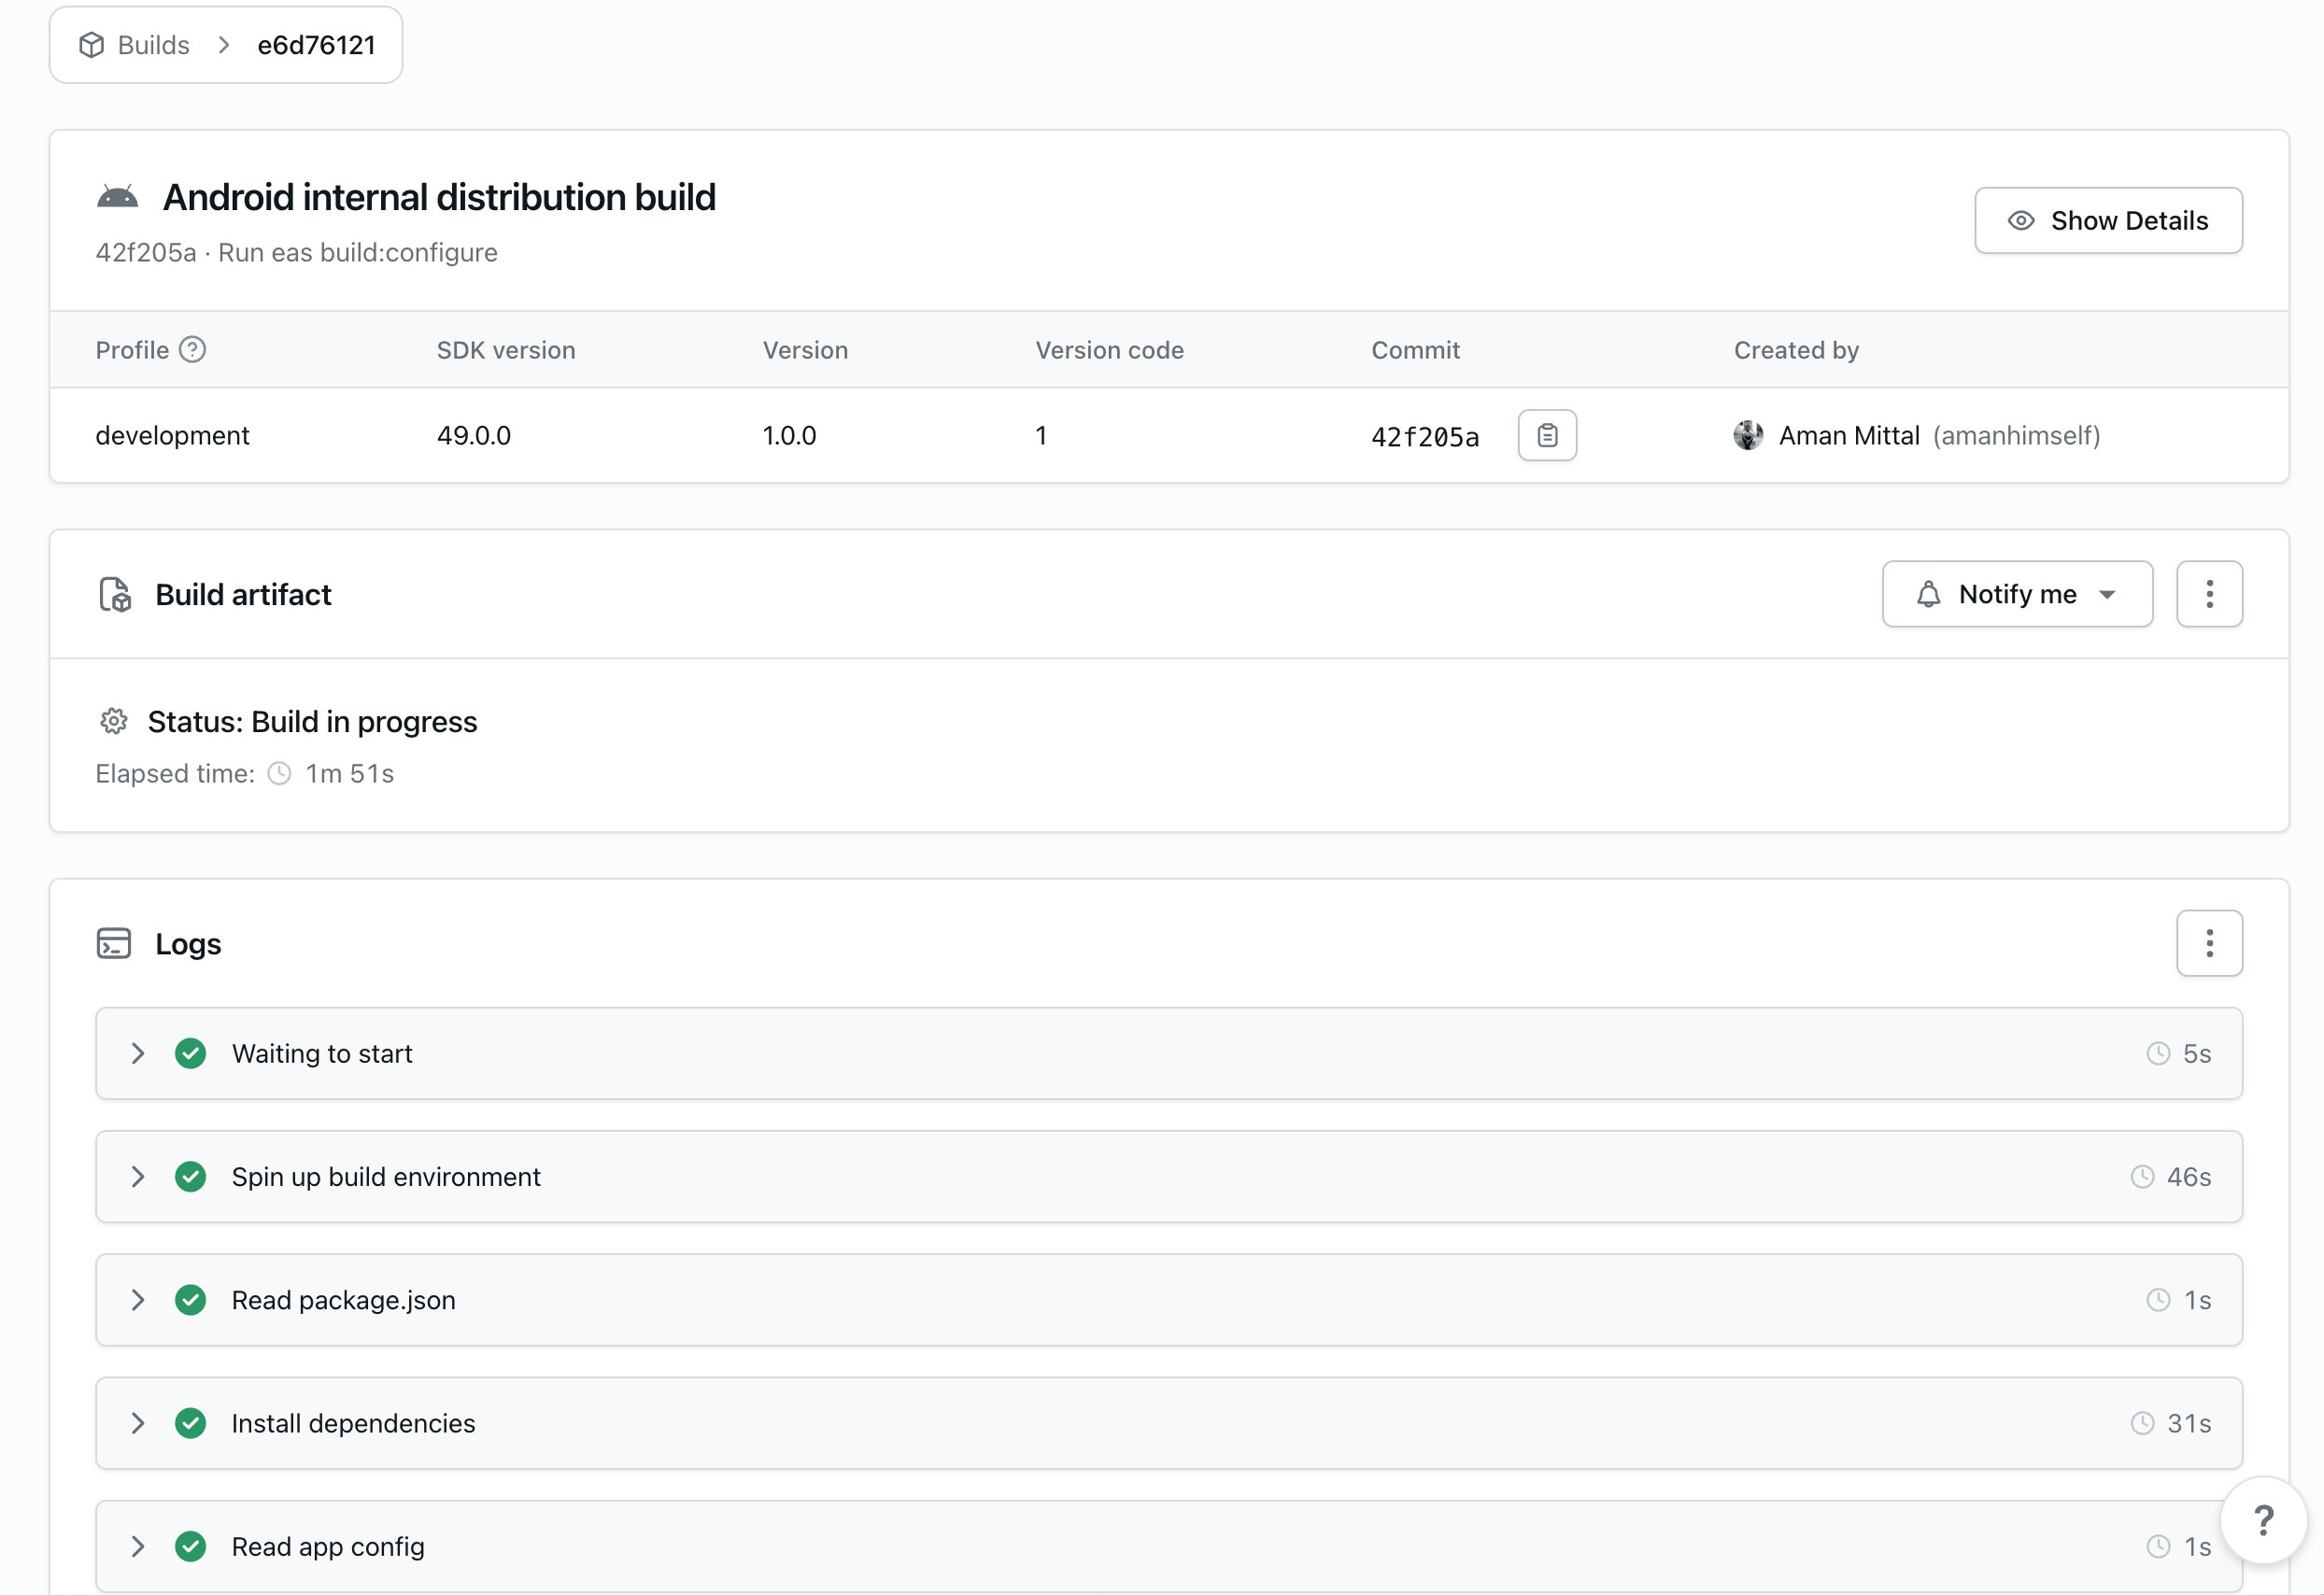 Builds > e6d76121
Android internal distribution build
42f205a · Run eas build:configure
Show Details
Profile ? SDK version Version Version code Commit Created by
development 49.0.0 1.0.0 1 42f205a Aman Mittal (amanhimself)
Build artifact Notify me
Status: Build in progress
Elapsed time: 1m 51s
Logs
Waiting to start 5s
Spin up build environment 46s
Read package.json 1s
Install dependencies 31s
Read app config 1s
?